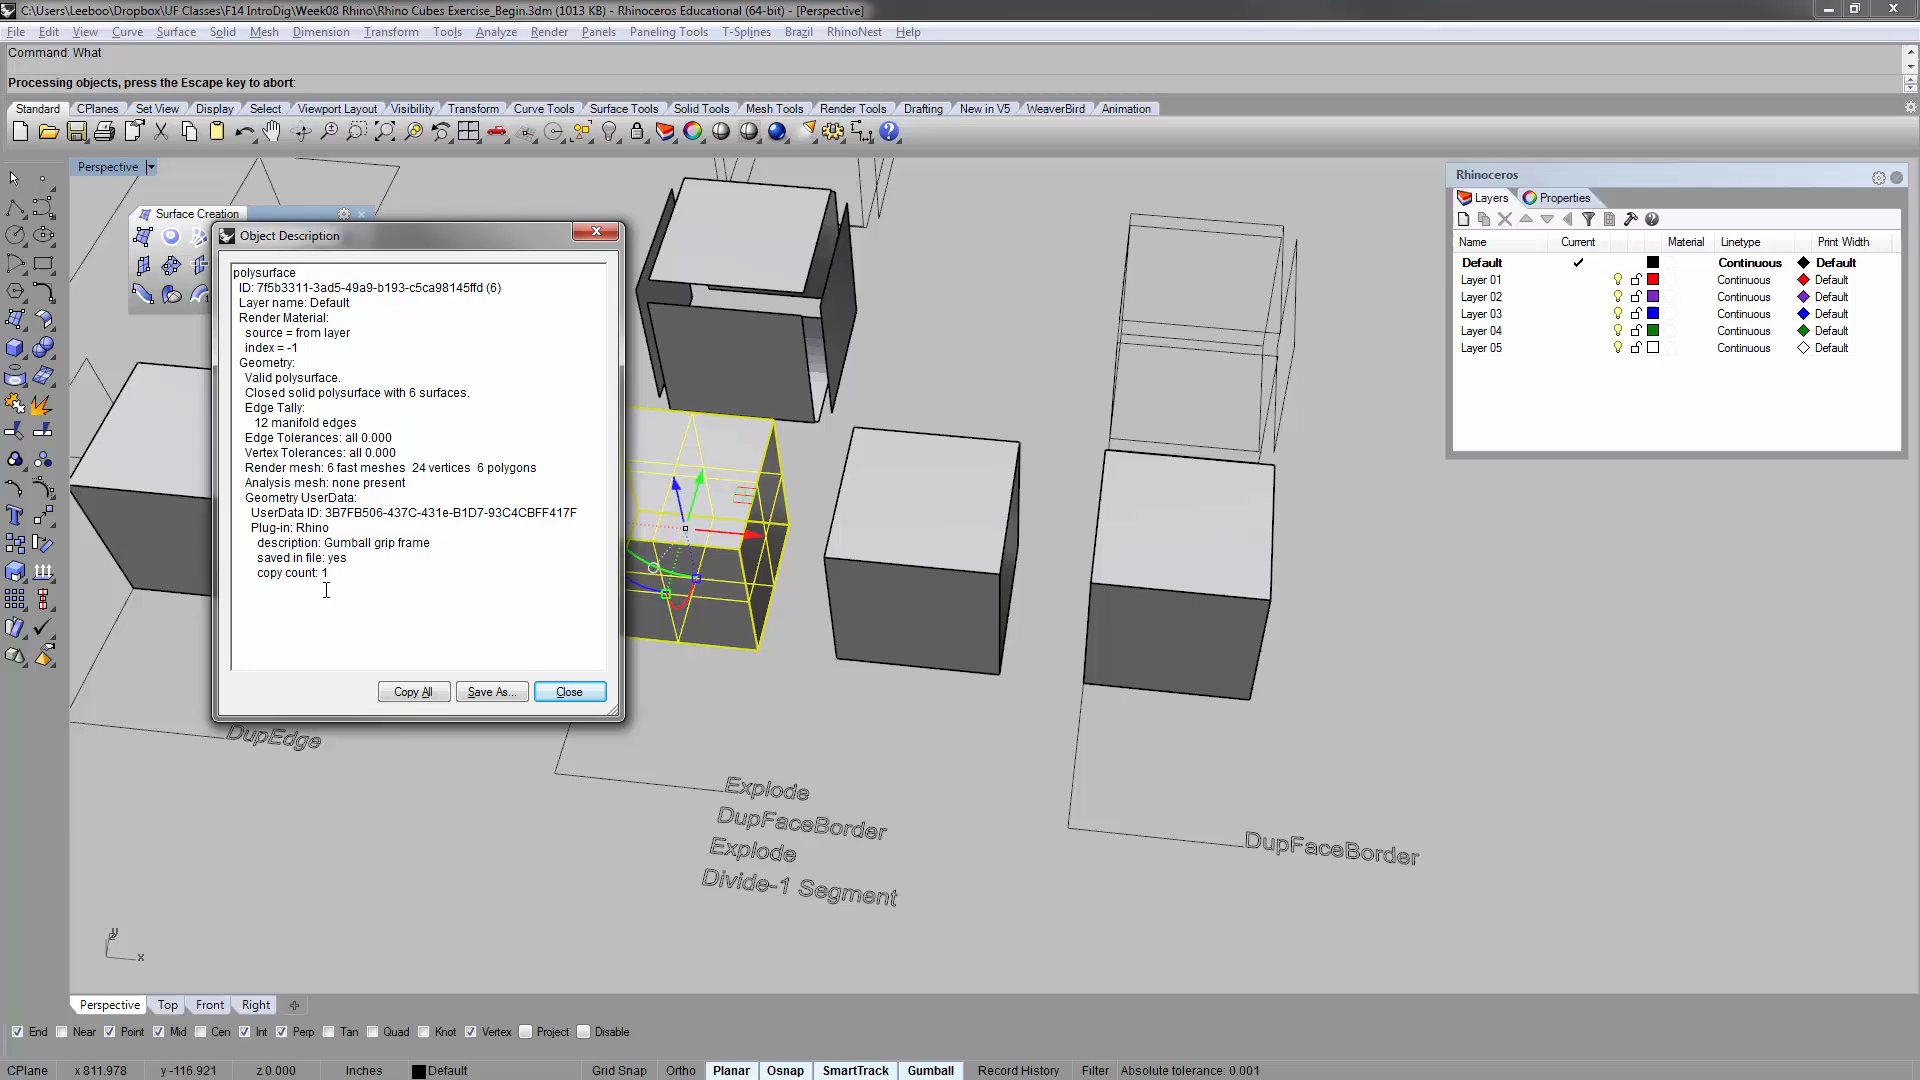 C:\Users\Leeboo\Dropbox\UF Classes\F14 IntroDig\Week08 Rhino\Rhino Cubes Exercise_Begin.3dm (1013 KB) - Rhinoceros Educational (64-bit) - [Perspective]
File Edit View Curve Surface Solid Mesh Dimension Transform Tools Analyze Render Panels Paneling Tools T-Splines Brazil RhinoNest Help
Command: What
Processing objects, press the Escape key to abort:
Standard CPlanes Set View Display Select Viewport Layout Visibility Transform Curve Tools Surface Tools Solid Tools Mesh Tools Render Tools Drafting New in V5 WeaverBird Animation
Perspective
Surface Creation
Object Description
polysurface
ID: 7f5b3311-3ad5-49a9-b193-c5ca98145ffd (6)
Layer name: Default
Render Material:
source = from layer
index = -1
Geometry:
Valid polysurface.
Closed solid polysurface with 6 surfaces.
Edge Tally:
12 manifold edges
Edge Tolerances: all 0.000
Vertex Tolerances: all 0.000
Render mesh: 6 fast meshes 24 vertices 6 polygons
Analysis mesh: none present
Geometry UserData:
UserData ID: 3B7FB506-437C-431e-B1D7-93C4CBFF417F
Plug-in: Rhino
description: Gumball grip frame
saved in file: yes
copy count: 1
Copy All Save As... Close
Rhinoceros
Layers Properties
Name Current Material Linetype Print Width
Default Continuous Default
Layer 01 Continuous Default
Layer 02 Continuous Default
Layer 03 Continuous Default
Layer 04 Continuous Default
Layer 05 Continuous Default
DupEdge
Explode
DupFaceBorder
Explode
Divide-1 Segment
DupFaceBorder
y
x
Perspective Top Front Right
End Near Point Mid Cen Int Perp Tan Quad Knot Vertex Project Disable
CPlane x 811.978 y -116.921 z 0.000 Inches Default Grid Snap Ortho Planar Osnap SmartTrack Gumball Record History Filter Absolute tolerance: 0.001